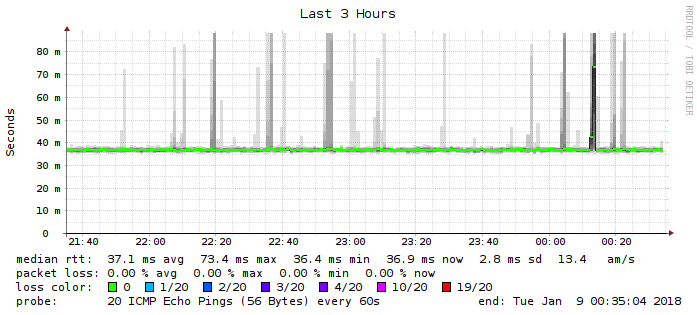 Last 3 Hours
RRDTOOL / TOBI OETIKER
Seconds
80 m
70 m
60 m
50 m
40 m
30 m
20 m
10 m
0
21:40 22:00 22:20 22:40 23:00 23:20 23:40 00:00 00:20
median rtt: 37.1 ms avg 73.4 ms max 36.4 ms min 36.9 ms now 2.8 ms sd 13.4 am/s
packet loss: 0.00 % avg 0.00 % max 0.00 % min 0.00 % now
loss color: 0 1/20 2/20 3/20 4/20 10/20 19/20
probe: 20 ICMP Echo Pings (56 Bytes) every 60s end: Tue Jan 9 00:35:04 2018